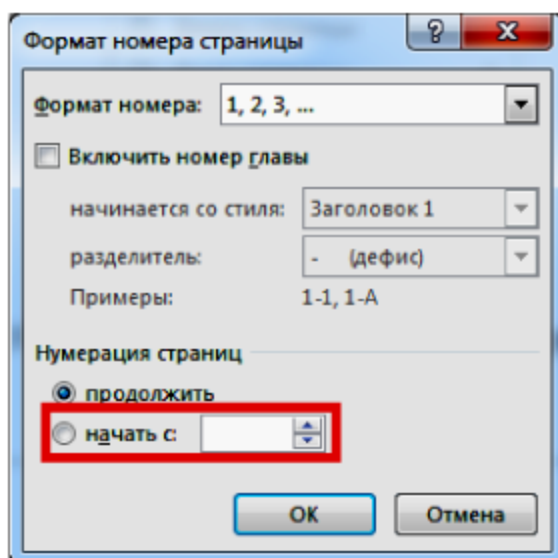 Формат номера страницы
Формат номера: 1, 2, 3, ...
Включить номер главы
начинается со стиля: Заголовок 1
разделитель: - (дефис)
Примеры: 1-1, 1-A
Нумерация страниц
продолжить
начать с:
ОК Отмена